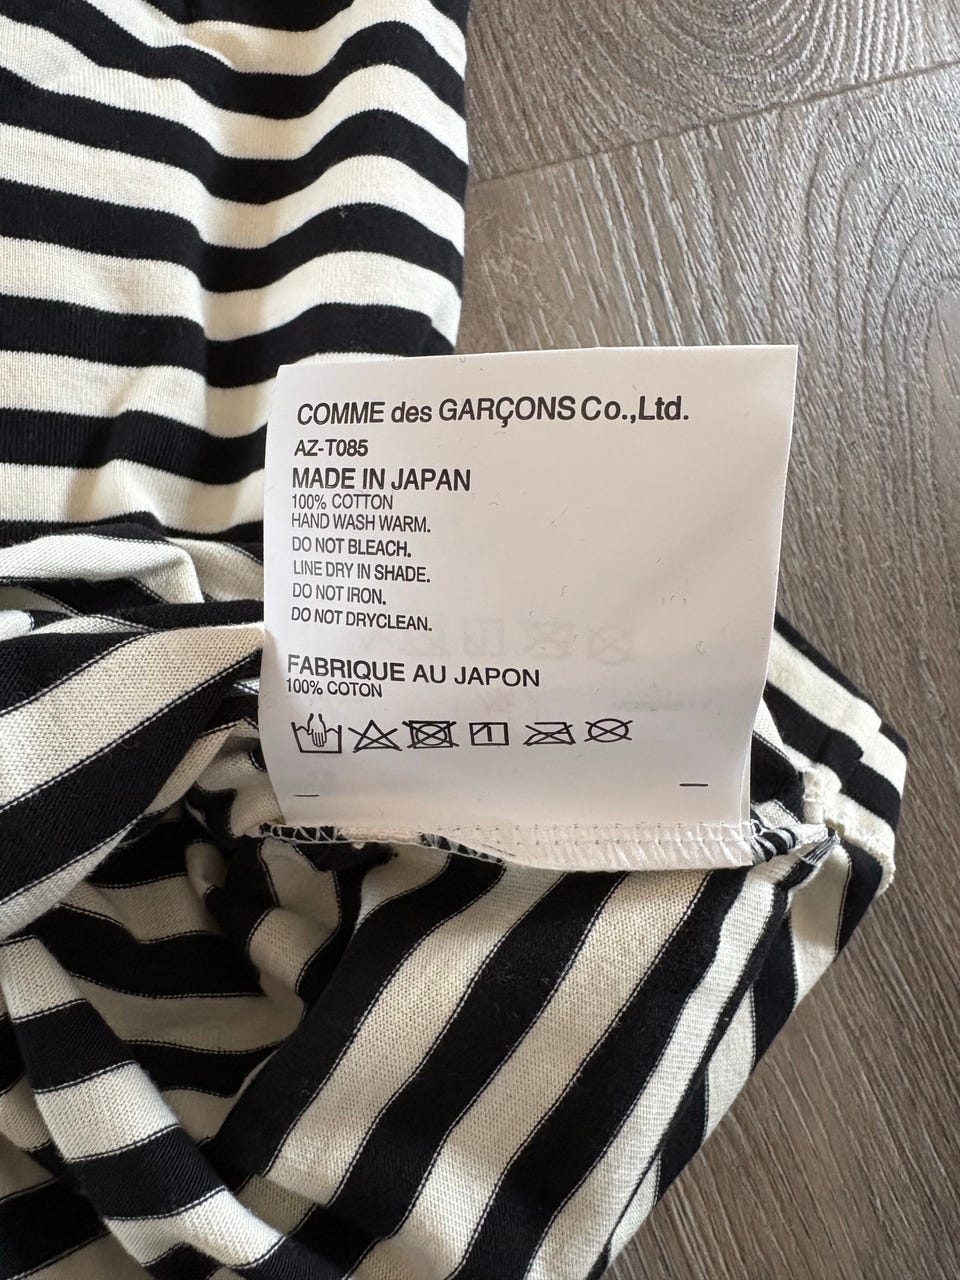 COMME des GARÇONS Co.,Ltd.
AZ-T085
MADE IN JAPAN
100% COTTON
HAND WASH WARM.
DO NOT BLEACH.
LINE DRY IN SHADE.
DO NOT IRON.
DO NOT DRYCLEAN.
FABRIQUE AU JAPON
100% COTON
1